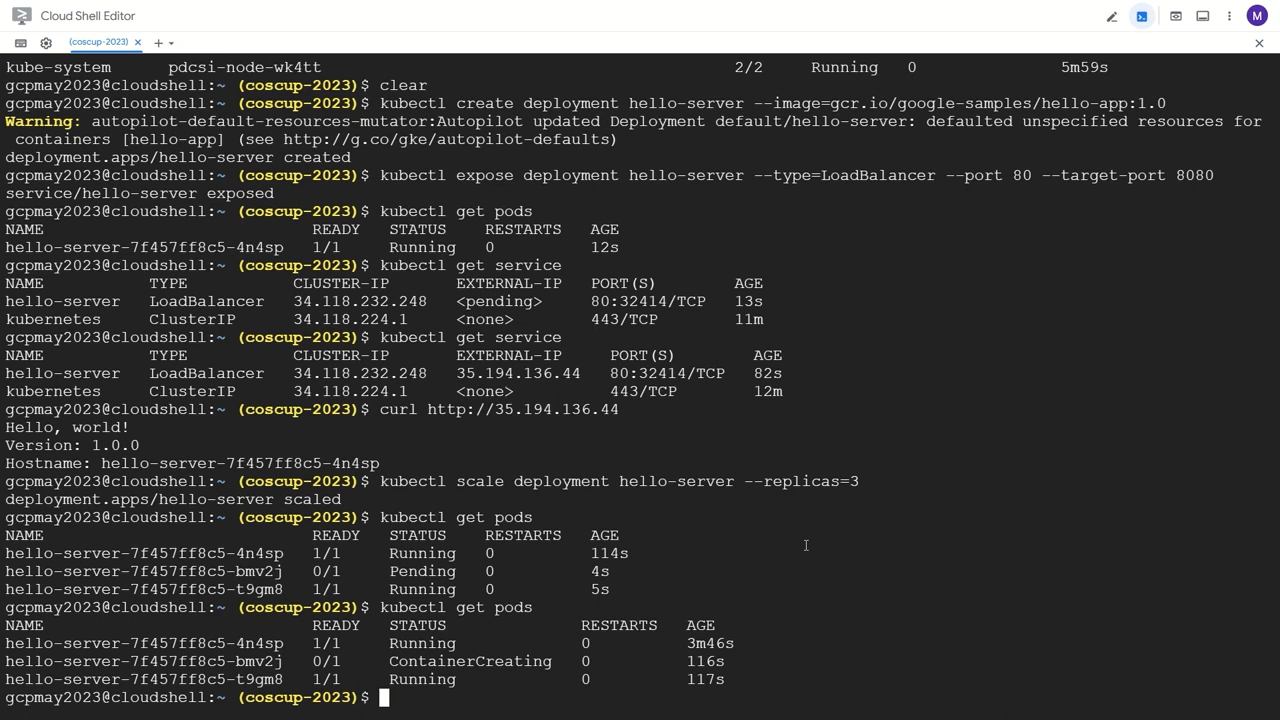 Cloud Shell Editor
M
(coscup-2023)
kube-system      pdcsi-node-wk4tt                                           2/2     Running   0               5m59s
gcpmay2023@cloudshell:~ (coscup-2023)$ clear
gcpmay2023@cloudshell:~ (coscup-2023)$ kubectl create deployment hello-server --image=gcr.io/google-samples/hello-app:1.0
Warning: autopilot-default-resources-mutator:Autopilot updated Deployment default/hello-server: defaulted unspecified resources for
 containers [hello-app] (see http://g.co/gke/autopilot-defaults)
deployment.apps/hello-server created
gcpmay2023@cloudshell:~ (coscup-2023)$ kubectl expose deployment hello-server --type=LoadBalancer --port 80 --target-port 8080
service/hello-server exposed
gcpmay2023@cloudshell:~ (coscup-2023)$ kubectl get pods
NAME                            READY   STATUS    RESTARTS   AGE
hello-server-7f457ff8c5-4n4sp   1/1     Running   0          12s
gcpmay2023@cloudshell:~ (coscup-2023)$ kubectl get service
NAME           TYPE           CLUSTER-IP       EXTERNAL-IP   PORT(S)        AGE
hello-server   LoadBalancer   34.118.232.248   <pending>     80:32414/TCP   13s
kubernetes     ClusterIP      34.118.224.1     <none>        443/TCP        11m
gcpmay2023@cloudshell:~ (coscup-2023)$ kubectl get service
NAME           TYPE           CLUSTER-IP       EXTERNAL-IP     PORT(S)        AGE
hello-server   LoadBalancer   34.118.232.248   35.194.136.44   80:32414/TCP   82s
kubernetes     ClusterIP      34.118.224.1     <none>          443/TCP        12m
gcpmay2023@cloudshell:~ (coscup-2023)$ curl http://35.194.136.44
Hello, world!
Version: 1.0.0
Hostname: hello-server-7f457ff8c5-4n4sp
gcpmay2023@cloudshell:~ (coscup-2023)$ kubectl scale deployment hello-server --replicas=3
deployment.apps/hello-server scaled
gcpmay2023@cloudshell:~ (coscup-2023)$ kubectl get pods
NAME                            READY   STATUS    RESTARTS   AGE
hello-server-7f457ff8c5-4n4sp   1/1     Running   0          114s
hello-server-7f457ff8c5-bmv2j   0/1     Pending   0          4s
hello-server-7f457ff8c5-t9gm8   1/1     Running   0          5s
gcpmay2023@cloudshell:~ (coscup-2023)$ kubectl get pods
NAME                            READY   STATUS              RESTARTS   AGE
hello-server-7f457ff8c5-4n4sp   1/1     Running             0          3m46s
hello-server-7f457ff8c5-bmv2j   0/1     ContainerCreating   0          116s
hello-server-7f457ff8c5-t9gm8   1/1     Running             0          117s
gcpmay2023@cloudshell:~ (coscup-2023)$